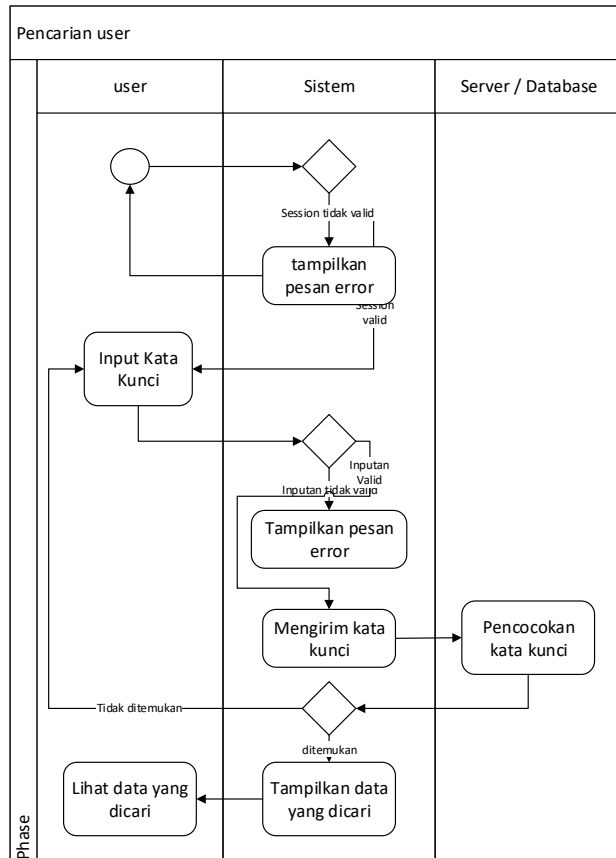 Pencarian user
user
Sistem
Server / Database
Session tidak valid
tampilkan
pesan error
Session
valid
Input Kata
Kunci
Inputan
Valid
Inputan tidak valid
Tampilkan pesan
error
Mengirim kata
kunci
Pencocokan
kata kunci
Tidak ditemukan
ditemukan
Lihat data yang
dicari
Tampilkan data
yang dicari
Phase